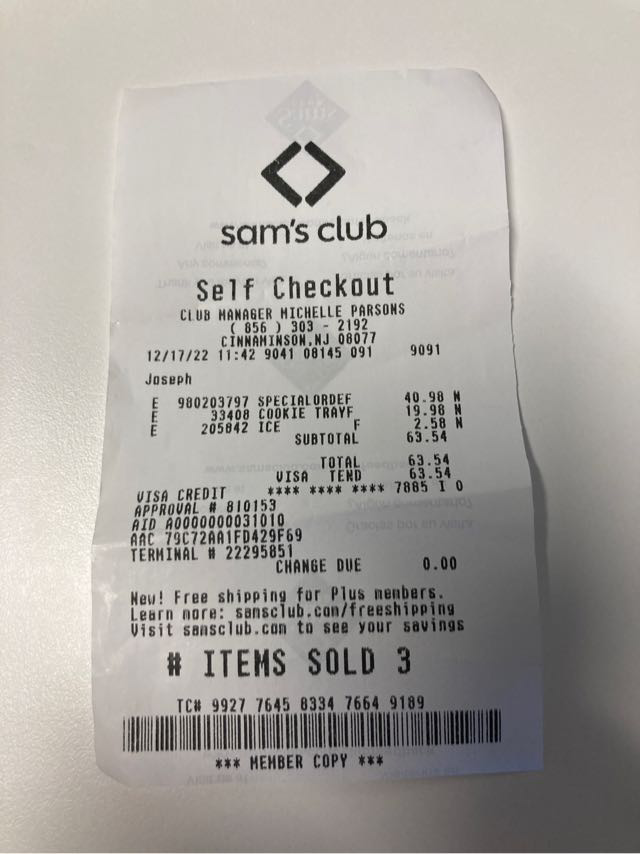 sam's club
Self Checkout
CLUB MANAGER MICHELLE PARSONS
( 856 ) 303 - 2192
CINNAMINSON,NJ 08077
12/17/22 11:42 9041 08145 091 9091
Joseph
E 980203797 SPECIALORDEF 40.98 N
E 33408 COOKIE TRAYF 19.98 N
E 205842 ICE F 2.58 N
SUBTOTAL 63.54
TOTAL 63.54
VISA TEND 63.54
VISA CREDIT **** **** **** 7885 I 0
APPROVAL # 810153
AID A0000000031010
AAC 79C72AA1FD429F69
TERMINAL # 22295851
CHANGE DUE 0.00
New! Free shipping for Plus members.
Learn more: samsclub.com/freeshipping
Visit samsclub.com to see your savings
# ITEMS SOLD 3
TC# 9927 7645 8334 7664 9189
*** MEMBER COPY ***